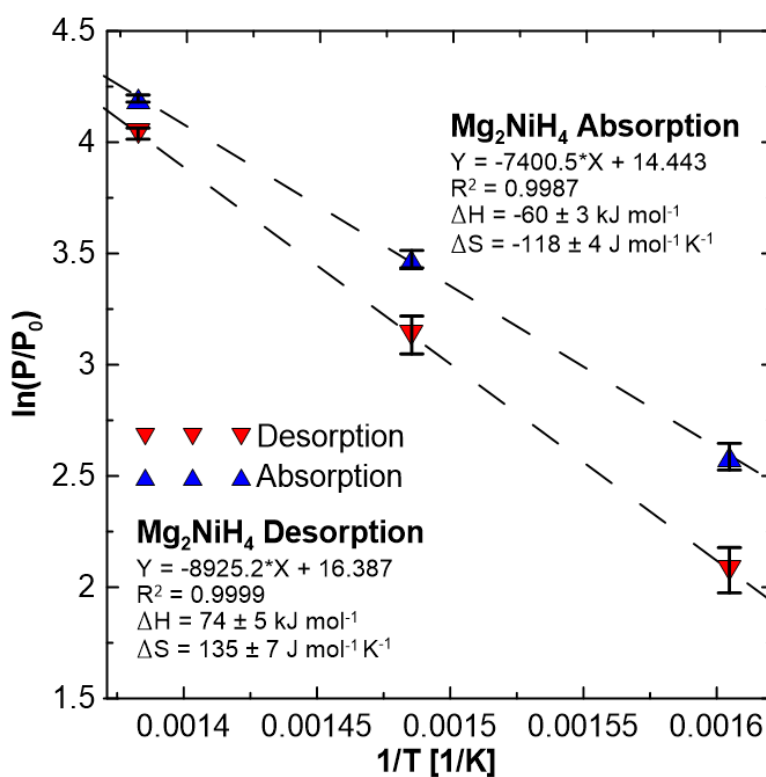 4.5
4
3.5
3
2.5
2
1.5
ln(P/P₀)
Mg₂NiH₄ Absorption
Y = -7400.5*X + 14.443
R² = 0.9987
ΔH = -60 ± 3 kJ mol⁻¹
ΔS = -118 ± 4 J mol⁻¹ K⁻¹
Desorption
Absorption
Mg₂NiH₄ Desorption
Y = -8925.2*X + 16.387
R² = 0.9999
ΔH = 74 ± 5 kJ mol⁻¹
ΔS = 135 ± 7 J mol⁻¹ K⁻¹
0.0014 0.00145 0.0015 0.00155 0.0016
1/T [1/K]